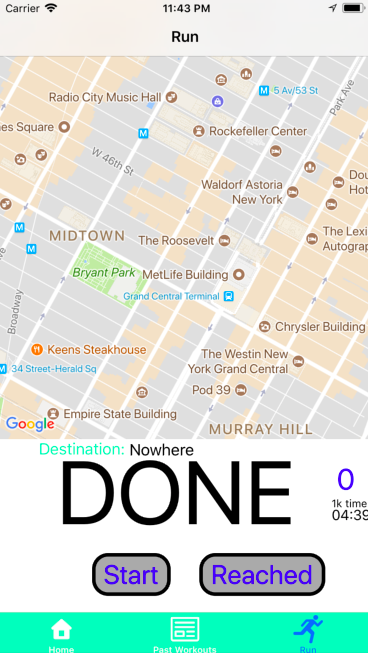 Carrier 11:43 PM
Run
Radio City Music Hall
5 Av/53 St
Park Ave
es Square
M
Rockefeller Center
W 46th St
Waldorf Astoria
New York
Dou
Hot
M
MIDTOWN
The Roosevelt
The Lexi
Autograp
M
Bryant Park
MetLife Building
Grand Central Terminal
Broadway
Chrysler Building
Keens Steakhouse
The Westin New
York Grand Central
M 34 Street-Herald Sq
Pod 39
Empire State Building
Google
MURRAY HILL
Destination: Nowhere
DONE
0
1k time
04:39
Start Reached
Home Past Workouts Run